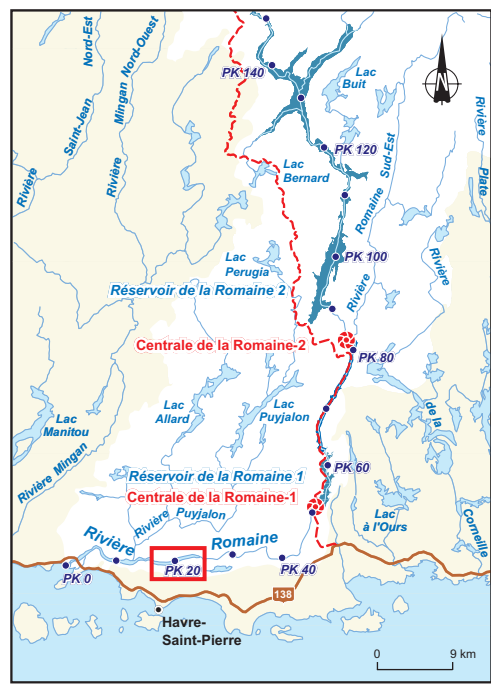 Nord-Est
Saint-Jean
Rivière
Nord-Ouest
Mingan
Rivière
PK 140
Lac
Buit
N
PK 120
Lac
Bernard
Sud-Est
Romaine
Rivière
Rivière
Plate
Lac
Perugia
PK 100
Réservoir de la Romaine 2
Rivière
Centrale de la Romaine-2
PK 80
Lac
Allard
Lac
Puyjalon
de la
Lac
Manitou
Rivière Mingan
PK 60
Réservoir de la Romaine 1
Centrale de la Romaine-1
Rivière Puyjalon
Lac
à l'Ours
Corneille
Rivière Romaine
PK 0
PK 20
PK 40
138
Havre-
Saint-Pierre
0 9 km